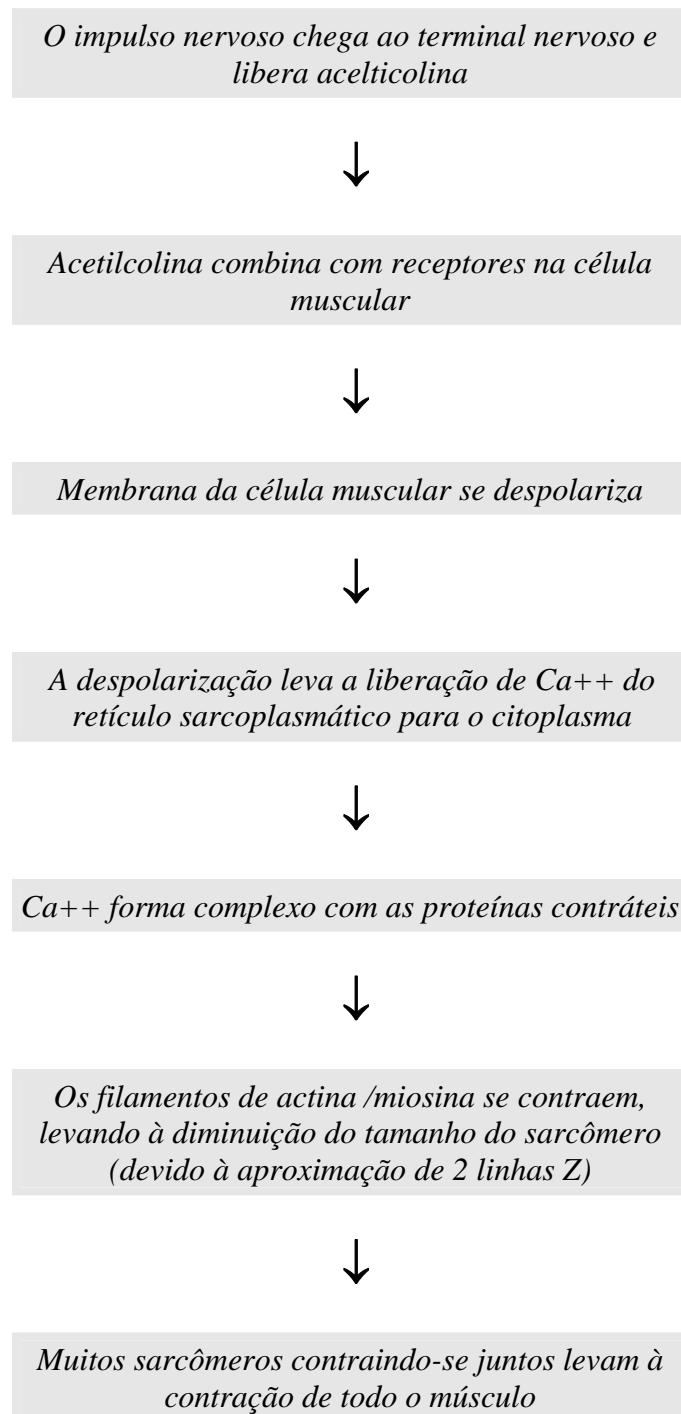 O impulso nervoso chega ao terminal nervoso e
libera acelticolina
↓
Acetilcolina combina com receptores na célula
muscular
↓
Membrana da célula muscular se despolariza
↓
A despolarização leva a liberação de Ca++ do
retículo sarcoplasmático para o citoplasma
↓
Ca++ forma complexo com as proteínas contráteis
↓
Os filamentos de actina /miosina se contraem,
levando à diminuição do tamanho do sarcômero
(devido à aproximação de 2 linhas Z)
↓
Muitos sarcômeros contraindo-se juntos levam à
contração de todo o músculo